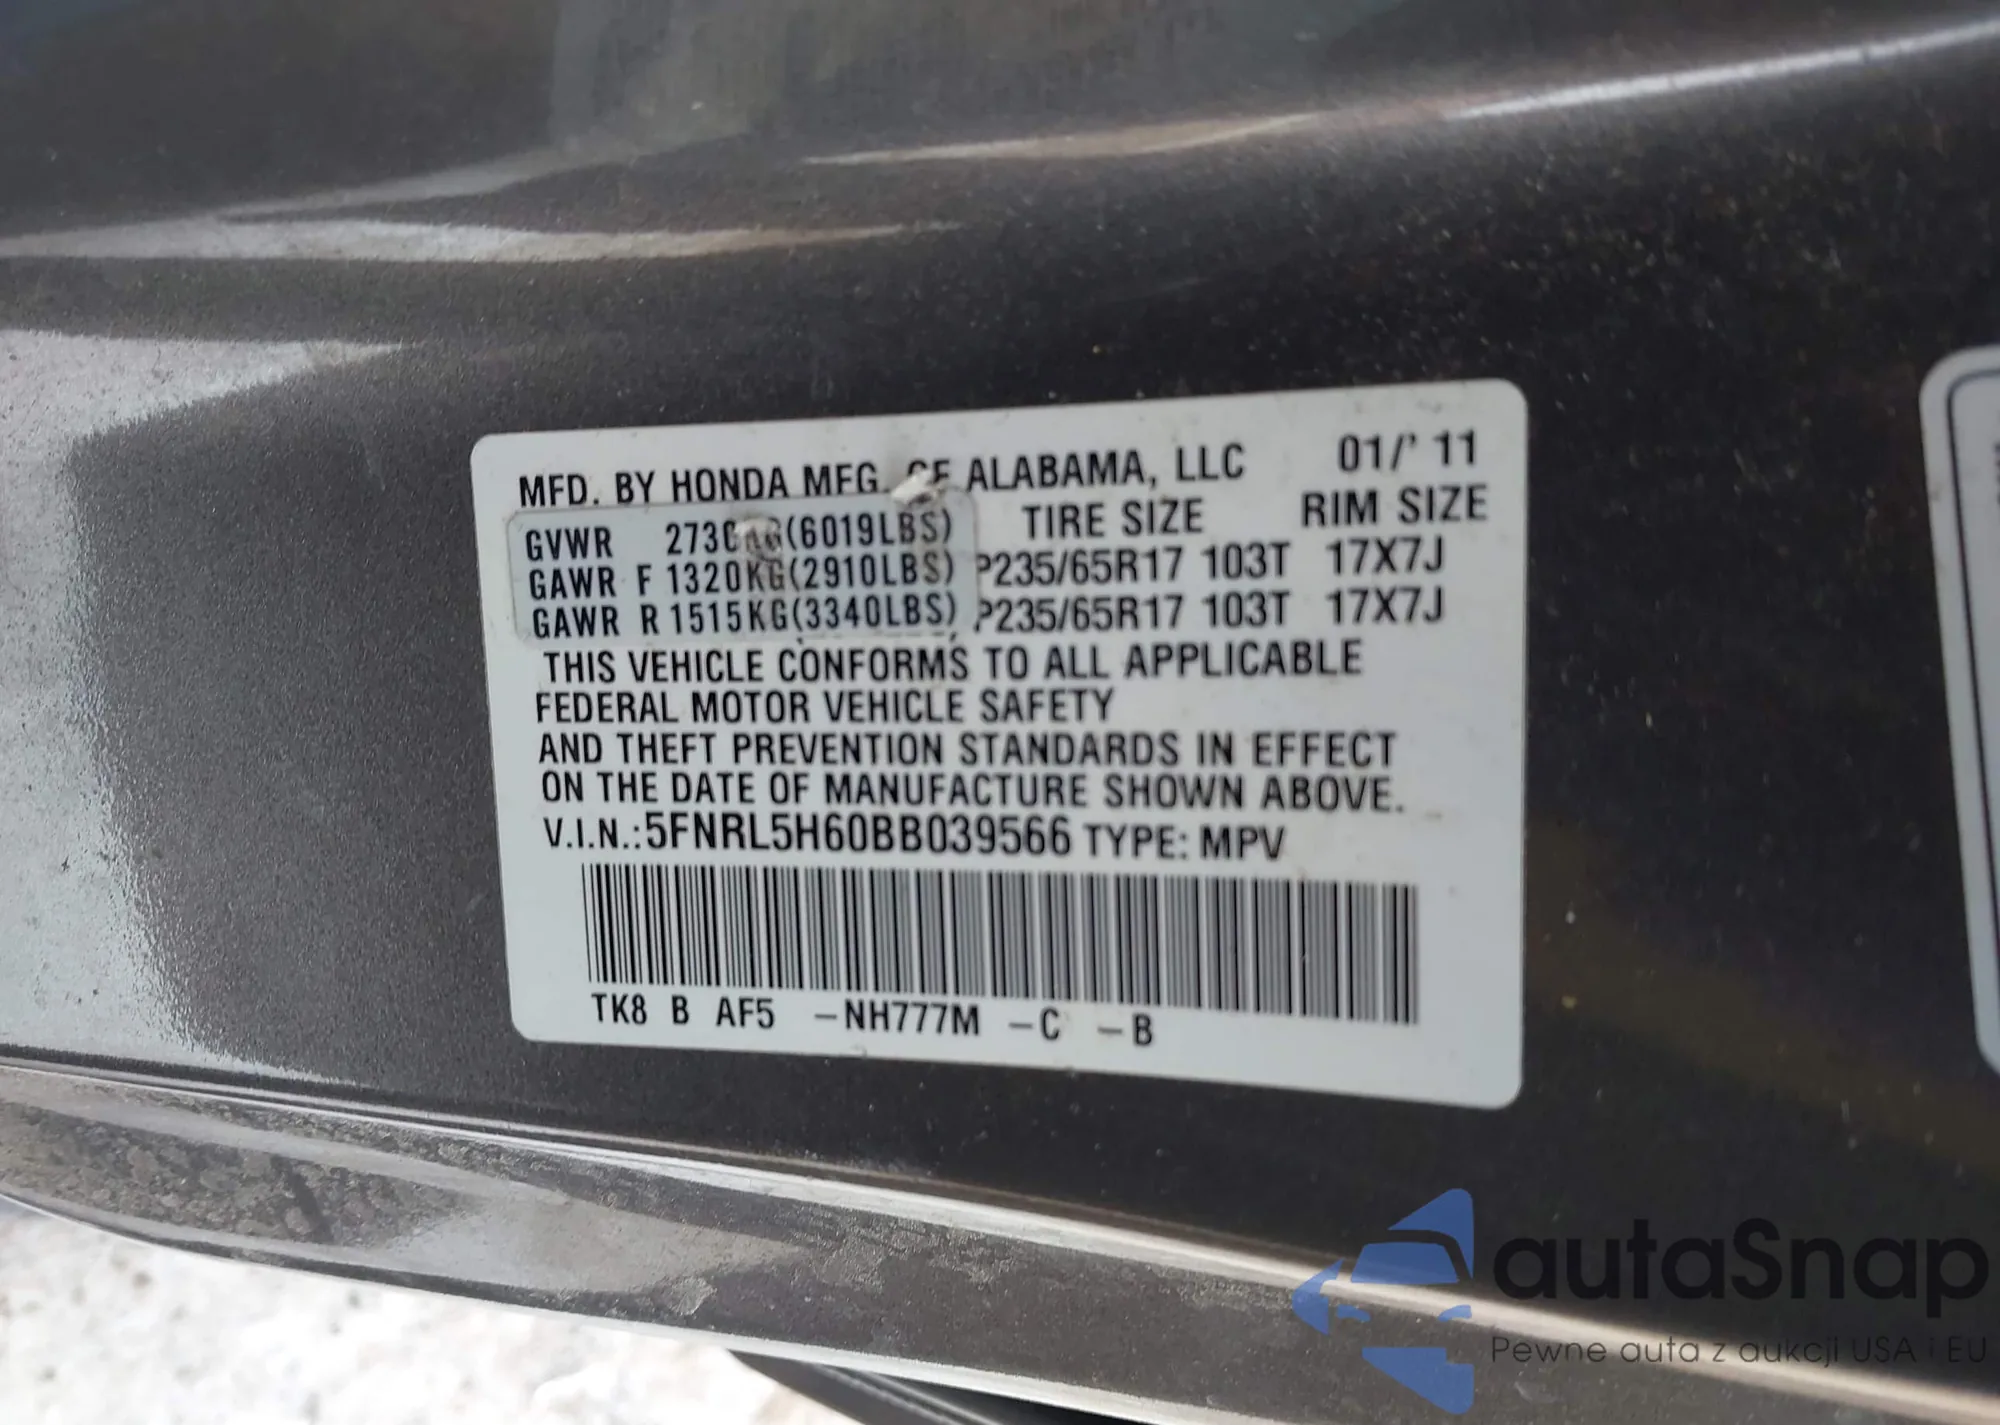 MFD. BY HONDA MFG. OF ALABAMA, LLC 01/' 11
GVWR 2730KG(6019LBS) TIRE SIZE RIM SIZE
GAWR F 1320KG(2910LBS) P235/65R17 103T 17X7J
GAWR R 1515KG(3340LBS) P235/65R17 103T 17X7J
THIS VEHICLE CONFORMS TO ALL APPLICABLE
FEDERAL MOTOR VEHICLE SAFETY
AND THEFT PREVENTION STANDARDS IN EFFECT
ON THE DATE OF MANUFACTURE SHOWN ABOVE.
V.I.N.:5FNRL5H60BB039566 TYPE: MPV
TK8 B AF5 -NH777M -C -B
autaSnap
Pewne auta z aukcji USA i EU